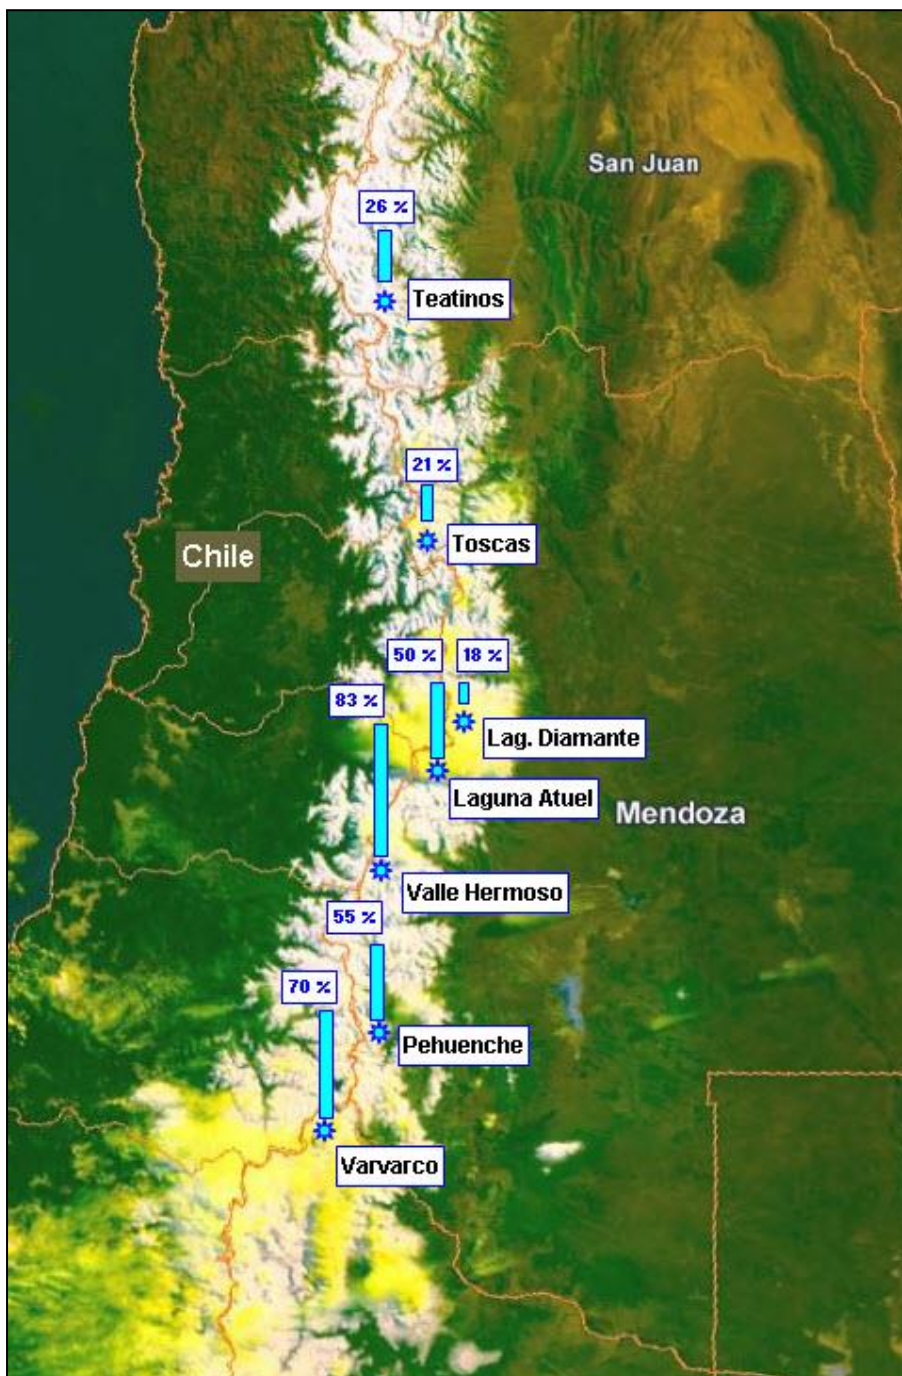 San Juan
26 %
Teatinos
21 %
Toscas
Chile
50 %
18 %
83 %
Lag. Diamante
Laguna Atuel
Mendoza
Valle Hermoso
55 %
70 %
Pehuenche
Varvarco